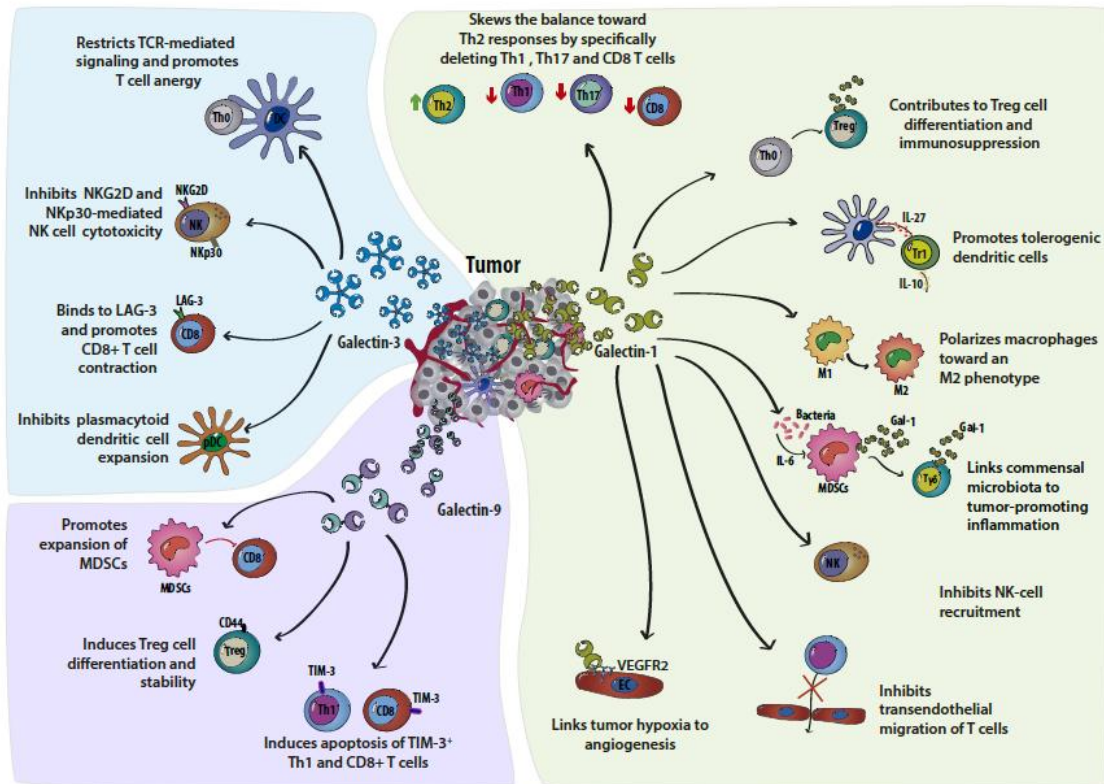 Restricts TCR-mediated
signaling and promotes
T cell anergy
Th0
DC
Inhibits NKG2D and
NKp30-mediated
NK cell cytotoxicity
NKG2D
NK
NKp30
Binds to LAG-3
and promotes
CD8+ T cell
contraction
LAG-3
CD8
Inhibits plasmacytoid
dendritic cell
expansion
pDC
Galectin-3
Tumor
Skews the balance toward
Th2 responses by specifically
deleting Th1 , Th17 and CD8 T cells
Th2
Th1
Th17
CD8
Contributes to Treg cell
differentiation and
immunosuppression
Th0
Treg
Promotes tolerogenic
dendritic cells
IL-27
Tr1
IL-10
Galectin-1
Polarizes macrophages
toward an
M2 phenotype
M1
M2
Bacteria
IL-6
MDSCs
Gal-1
Gal-1
Tγδ
Links commensal
microbiota to
tumor-promoting
inflammation
NK
Inhibits NK-cell
recruitment
Inhibits
transendothelial
migration of T cells
VEGFR2
EC
Links tumor hypoxia to
angiogenesis
Galectin-9
Promotes
expansion of
MDSCs
MDSCs
CD8
Induces Treg cell
differentiation and
stability
CD44
Treg
TIM-3
Th1
CD8
TIM-3
Induces apoptosis of TIM-3⁺
Th1 and CD8+ T cells